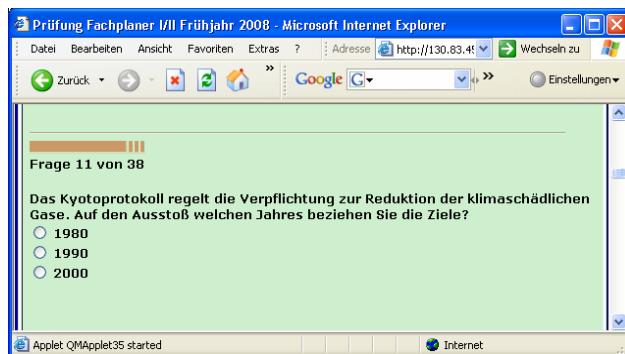 Prüfung Fachplaner I/II Frühjahr 2008 - Microsoft Internet Explorer
Datei Bearbeiten Ansicht Favoriten Extras ? Adresse http://130.83.45 Wechseln zu
Zurück » Google G » Einstellungen
Frage 11 von 38
Das Kyotoprotokoll regelt die Verpflichtung zur Reduktion der klimaschädlichen
Gase. Auf den Ausstoß welchen Jahres beziehen Sie die Ziele?
1980
1990
2000
Applet QMApplet35 started Internet